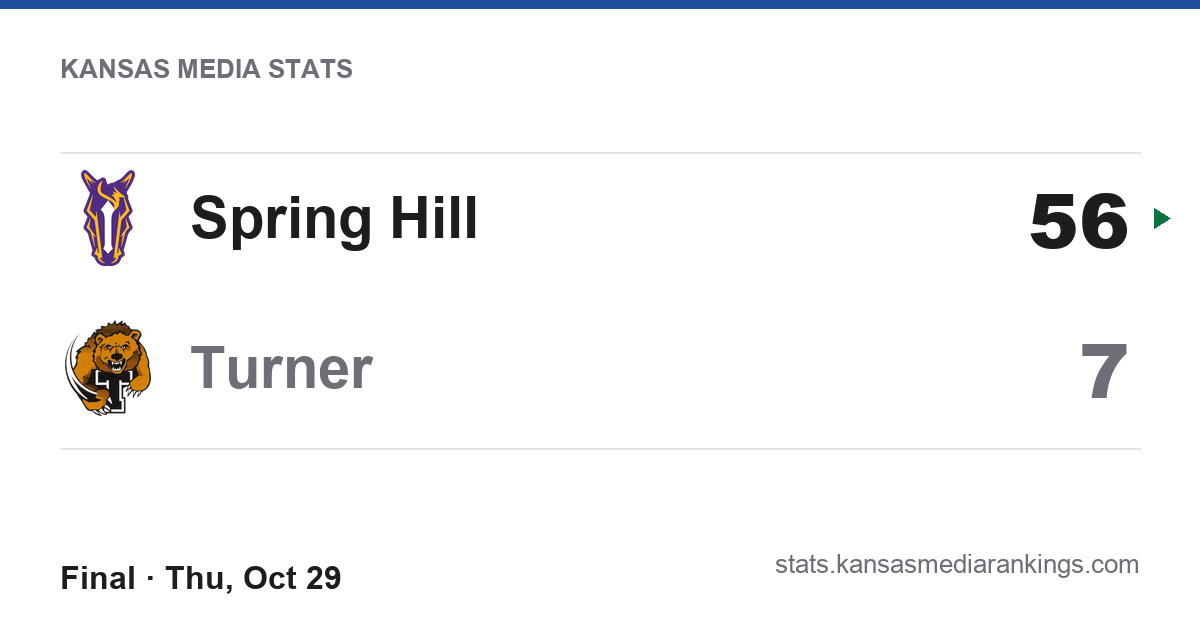 KANSAS MEDIA STATS
Spring Hill 56
Turner 7
T
Final · Thu, Oct 29
stats.kansasmediarankings.com